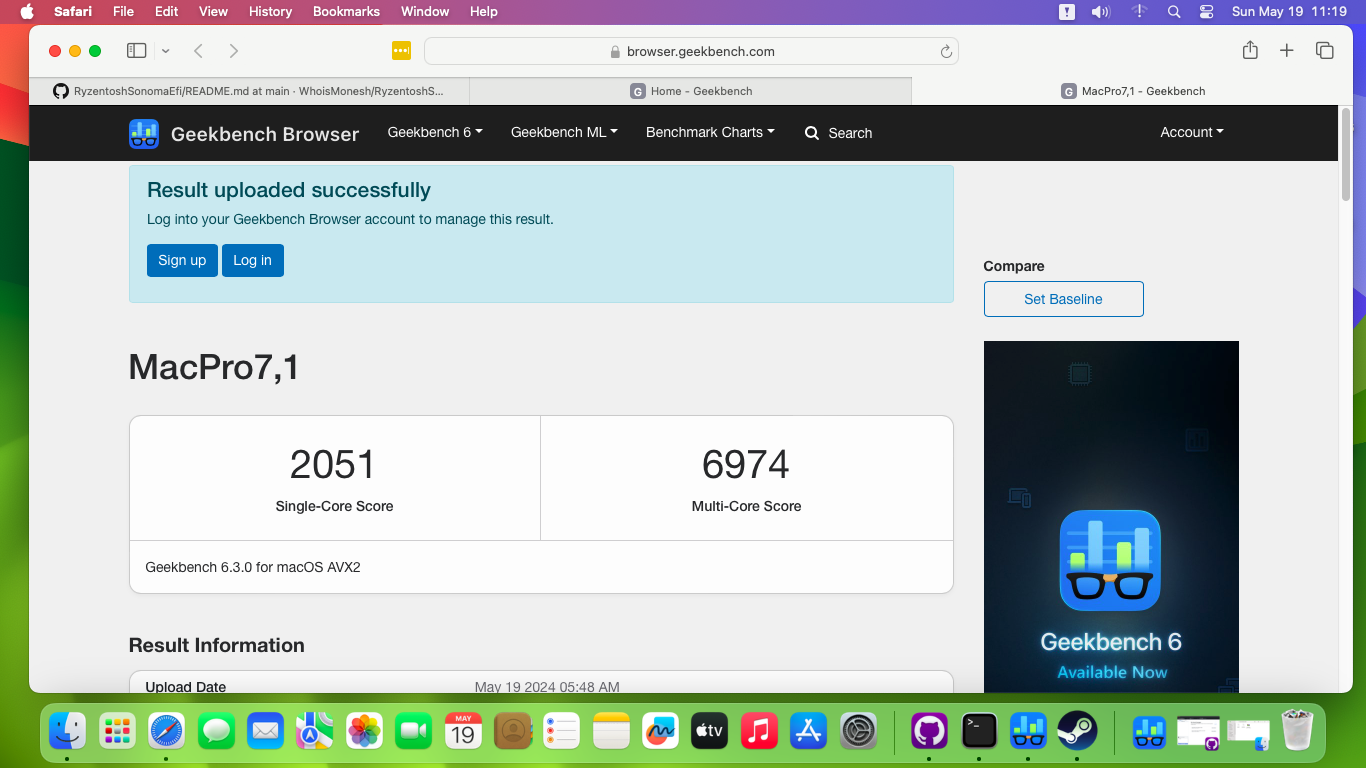 Safari File Edit View History Bookmarks Window Help Sun May 19 11:19
browser.geekbench.com
RyzentoshSonomaEfi/README.md at main · WhoisMonesh/RyzentoshS... G Home - Geekbench G MacPro7,1 - Geekbench
Geekbench Browser Geekbench 6 Geekbench ML Benchmark Charts Search Account
Result uploaded successfully
Log into your Geekbench Browser account to manage this result.
Sign up Log in
Compare
Set Baseline
MacPro7,1
2051 6974
Single-Core Score Multi-Core Score
Geekbench 6.3.0 for macOS AVX2
Geekbench 6
Available Now
Result Information
Upload Date May 19 2024 05:48 AM
MAY
19
tv